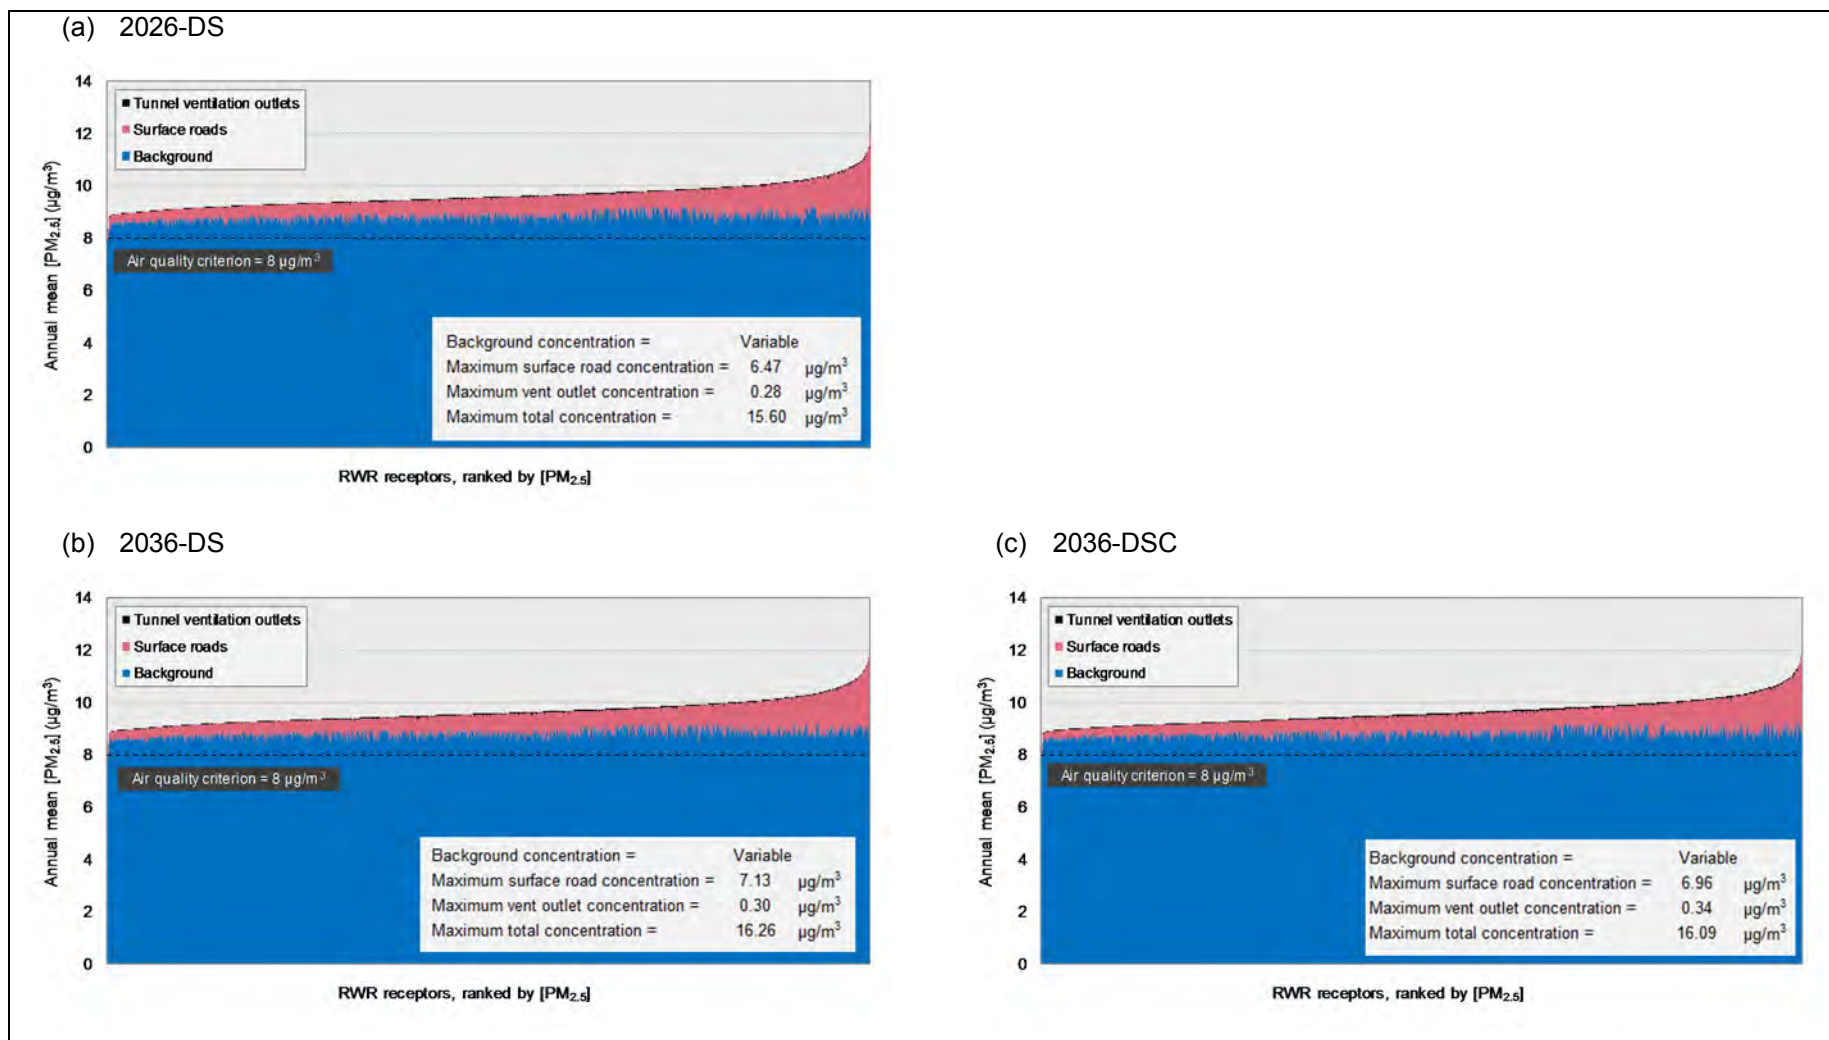 (a) 2026-DS
14
12
10
8
6
4
2
0
Annual mean [PM2.5] (µg/m³)
Tunnel ventilation outlets
Surface roads
Background
Air quality criterion = 8 µg/m³
Background concentration = Variable
Maximum surface road concentration = 6.47 µg/m³
Maximum vent outlet concentration = 0.28 µg/m³
Maximum total concentration = 15.60 µg/m³
RWR receptors, ranked by [PM2.5]
(b) 2036-DS
14
12
10
8
6
4
2
0
Annual mean [PM2.5] (µg/m³)
Tunnel ventilation outlets
Surface roads
Background
Air quality criterion = 8 µg/m³
Background concentration = Variable
Maximum surface road concentration = 7.13 µg/m³
Maximum vent outlet concentration = 0.30 µg/m³
Maximum total concentration = 16.26 µg/m³
RWR receptors, ranked by [PM2.5]
(c) 2036-DSC
14
12
10
8
6
4
2
0
Annual mean [PM2.5] (µg/m³)
Tunnel ventilation outlets
Surface roads
Background
Air quality criterion = 8 µg/m³
Background concentration = Variable
Maximum surface road concentration = 6.96 µg/m³
Maximum vent outlet concentration = 0.34 µg/m³
Maximum total concentration = 16.09 µg/m³
RWR receptors, ranked by [PM2.5]